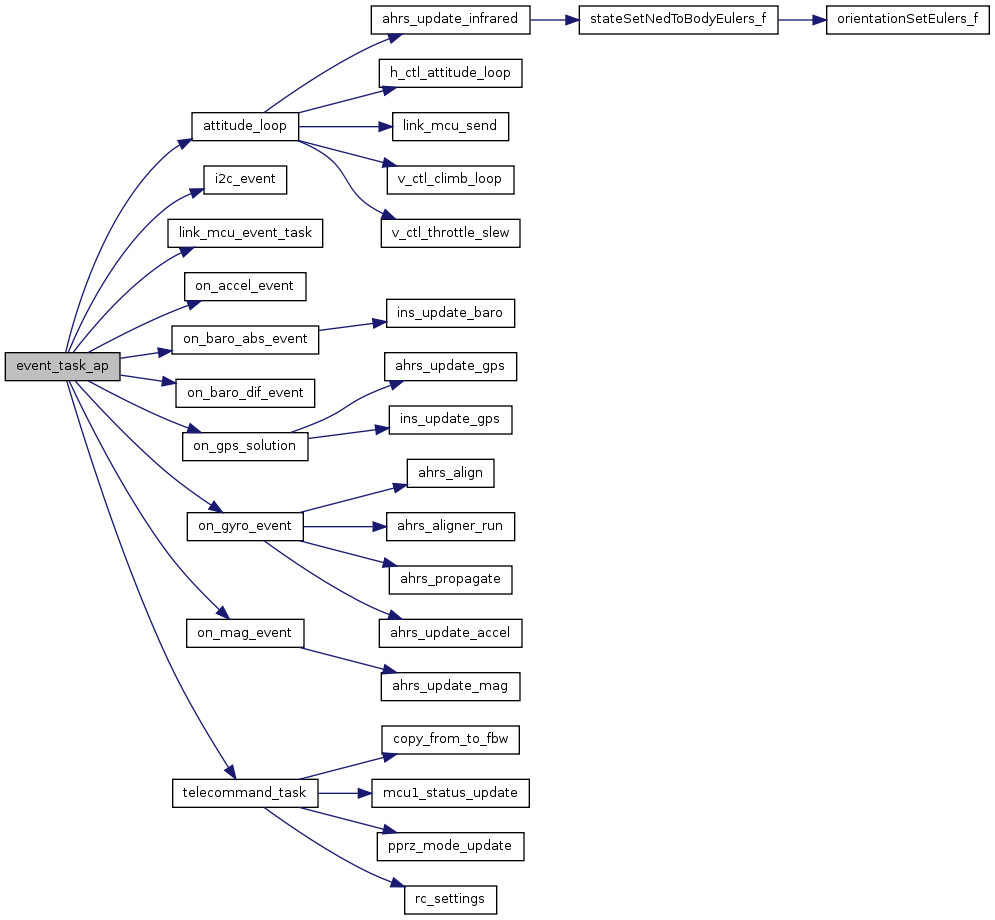 ahrs_update_infrared
stateSetNedToBodyEulers_f
orientationSetEulers_f
h_ctl_attitude_loop
attitude_loop
link_mcu_send
i2c_event
v_ctl_climb_loop
link_mcu_event_task
v_ctl_throttle_slew
on_accel_event
ins_update_baro
on_baro_abs_event
event_task_ap
ahrs_update_gps
on_baro_dif_event
ins_update_gps
on_gps_solution
ahrs_align
on_gyro_event
ahrs_aligner_run
ahrs_propagate
on_mag_event
ahrs_update_accel
ahrs_update_mag
copy_from_to_fbw
telecommand_task
mcu1_status_update
pprz_mode_update
rc_settings